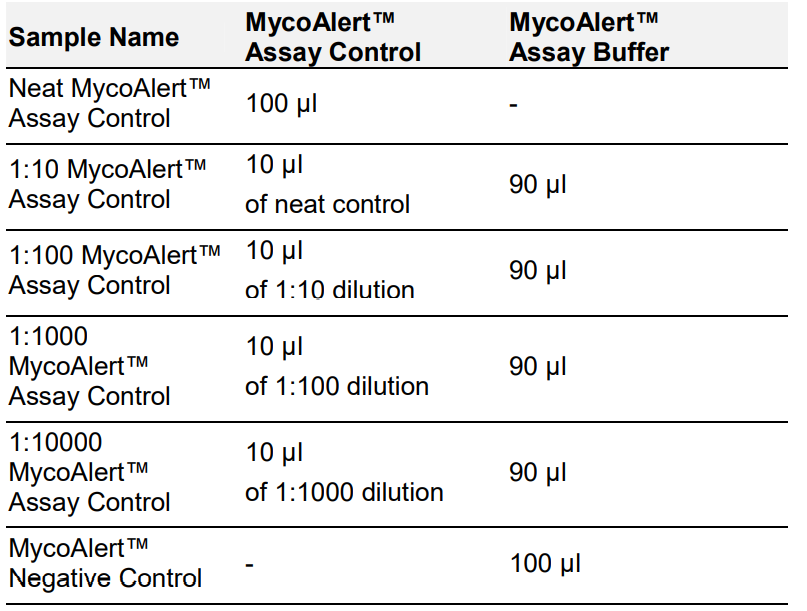 Sample Name
MycoAlert™
Assay Control
MycoAlert™
Assay Buffer
Neat MycoAlert™
Assay Control
100 µl
-
1:10 MycoAlert™
Assay Control
10 µl
of neat control
90 µl
1:100 MycoAlert™
Assay Control
10 µl
of 1:10 dilution
90 µl
1:1000
MycoAlert™
Assay Control
10 µl
of 1:100 dilution
90 µl
1:10000
MycoAlert™
Assay Control
10 µl
of 1:1000 dilution
90 µl
MycoAlert™
Negative Control
-
100 µl